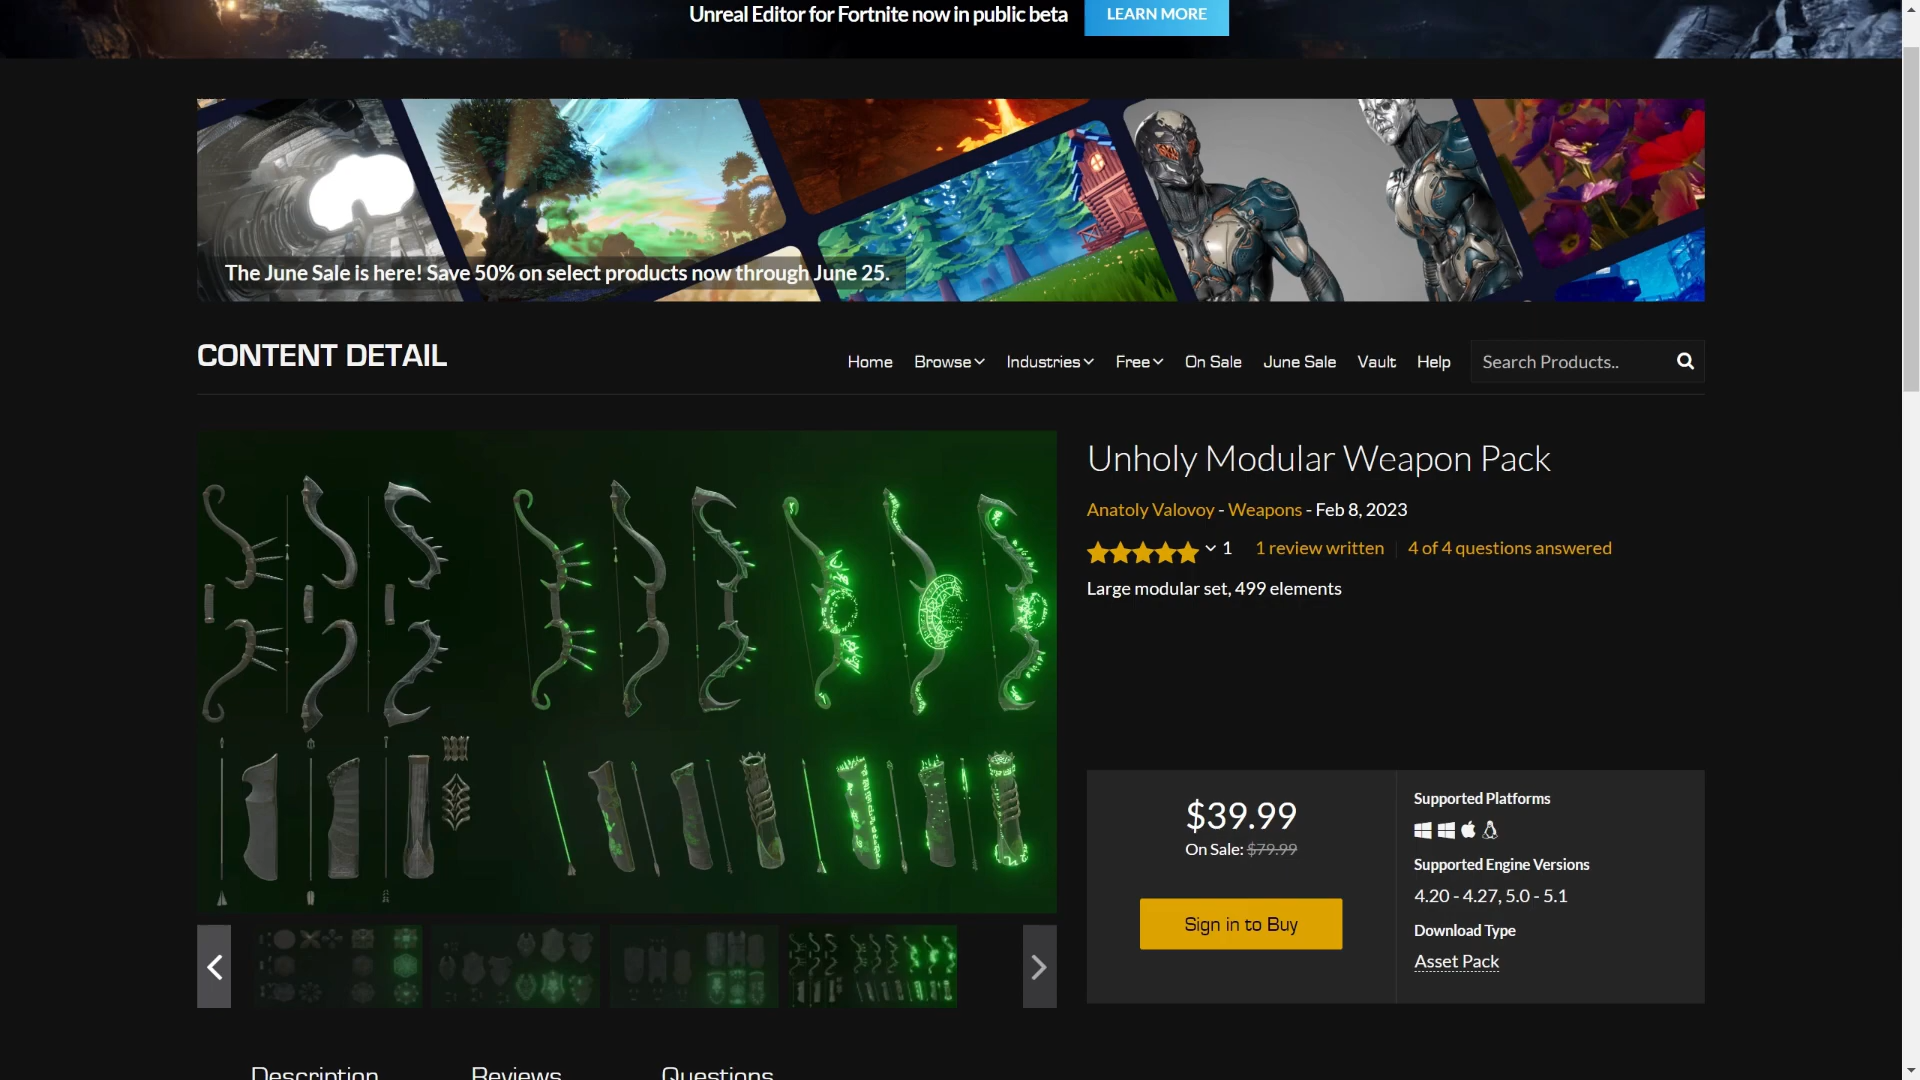 Unreal Editor for Fortnite now in public beta
LEARN MORE
The June Sale is here! Save 50% on select products now through June 25.
CONTENT DETAIL
Home Browse Industries Free On Sale June Sale Vault Help Search Products..
Unholy Modular Weapon Pack
Anatoly Valovoy - Weapons - Feb 8, 2023
1 1 review written 4 of 4 questions answered
Large modular set, 499 elements
$39.99
On Sale: $79.99
Sign in to Buy
Supported Platforms
Supported Engine Versions
4.20 - 4.27, 5.0 - 5.1
Download Type
Asset Pack
Description Reviews Questions